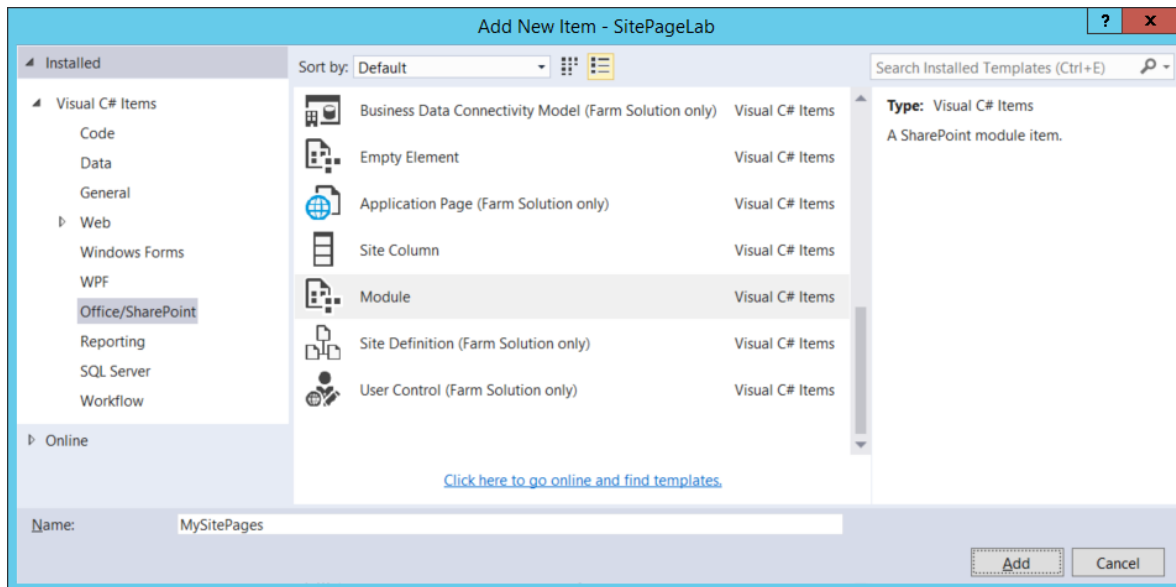 Add New Item - SitePageLab
? x
Installed
Visual C# Items
Code
Data
General
Web
Windows Forms
WPF
Office/SharePoint
Reporting
SQL Server
Workflow
Online
Sort by: Default
Business Data Connectivity Model (Farm Solution only) Visual C# Items
Empty Element Visual C# Items
Application Page (Farm Solution only) Visual C# Items
Site Column Visual C# Items
Module Visual C# Items
Site Definition (Farm Solution only) Visual C# Items
User Control (Farm Solution only) Visual C# Items
Click here to go online and find templates.
Search Installed Templates (Ctrl+E)
Type: Visual C# Items
A SharePoint module item.
Name: MySitePages
Add Cancel